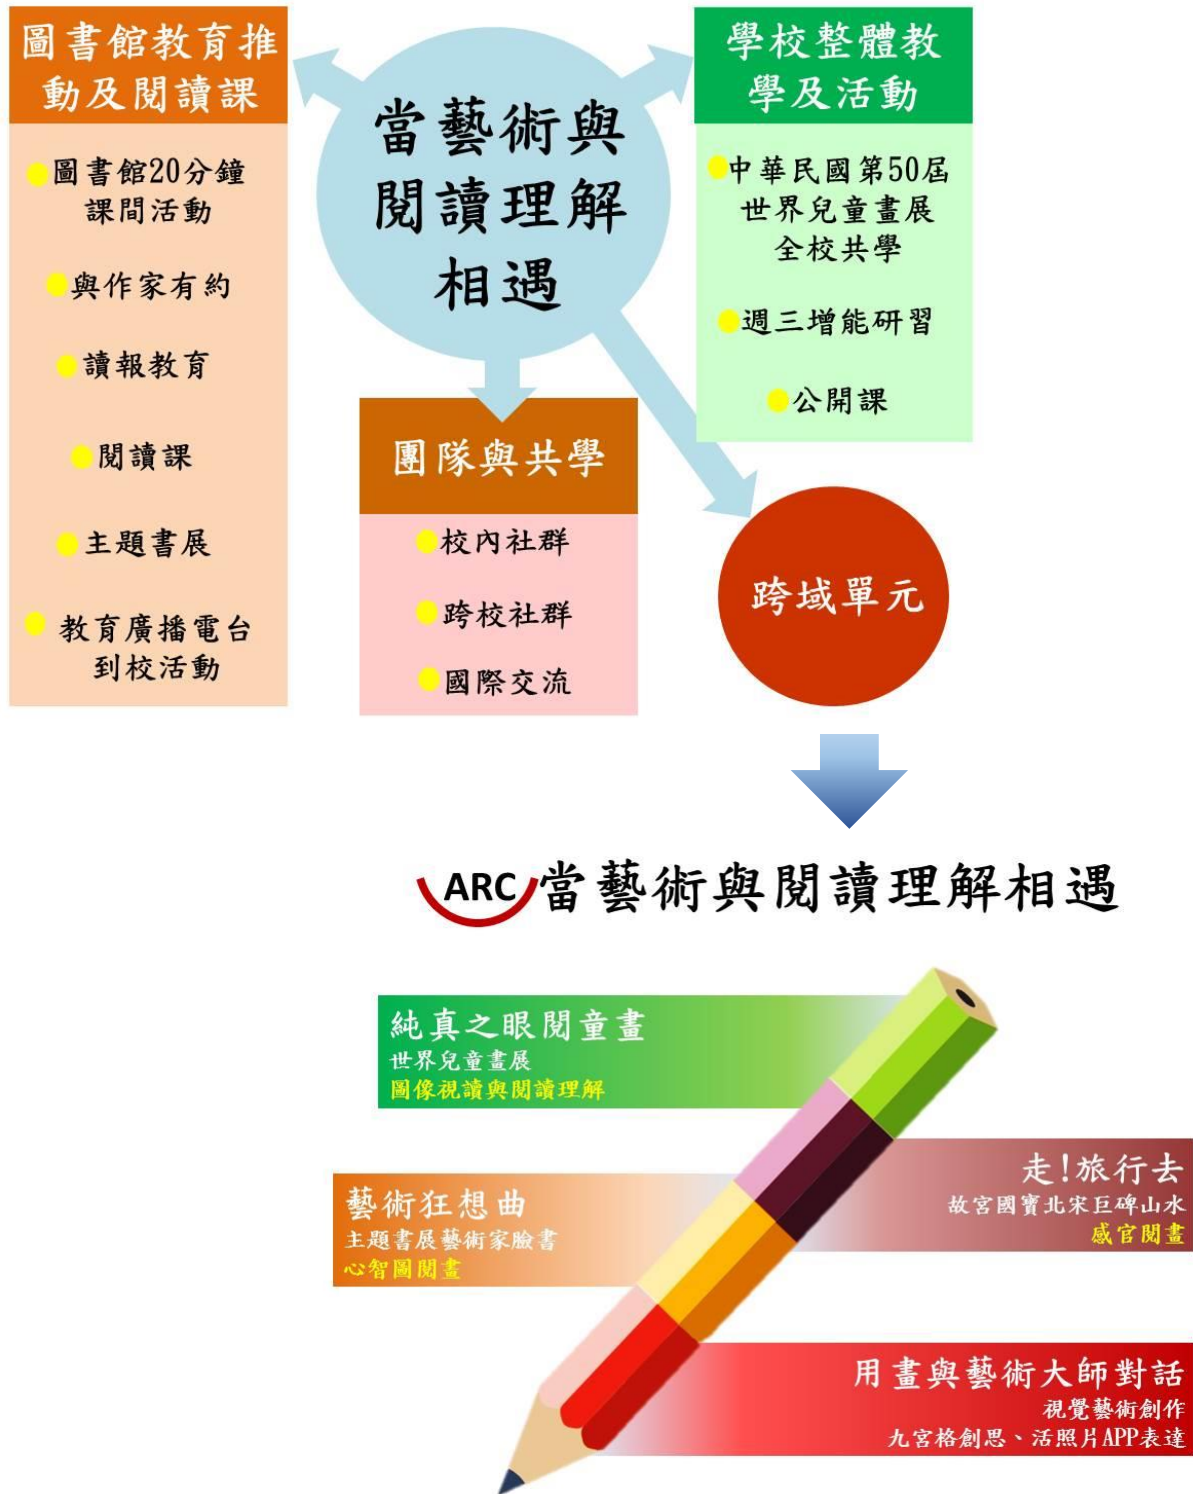 圖書館教育推
動及閱讀課
圖書館20分鐘
課間活動
與作家有約
讀報教育
閱讀課
主題書展
教育廣播電台
到校活動
當藝術與
閱讀理解
相遇
學校整體教
學及活動
中華民國第50屆
世界兒童畫展
全校共學
週三增能研習
公開課
團隊與共學
校內社群
跨校社群
國際交流
跨域單元
ARC 當藝術與閱讀理解相遇
純真之眼閱童畫
世界兒童畫展
圖像視讀與閱讀理解
走!旅行去
故宮國寶北宋巨碑山水
感官閱畫
藝術狂想曲
主題書展藝術家臉書
心智圖閱畫
用畫與藝術大師對話
視覺藝術創作
九宮格創思、活照片APP表達